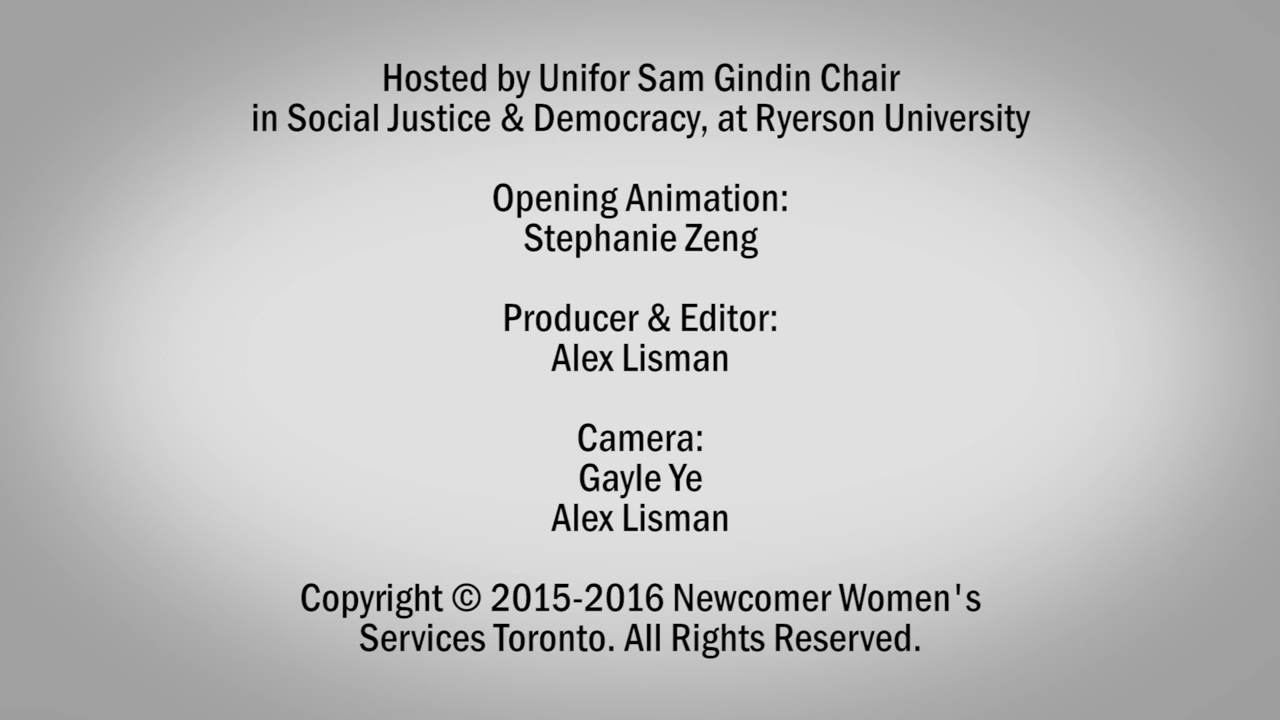 Hosted by Unifor Sam Gindin Chair
in Social Justice & Democracy, at Ryerson University
Opening Animation:
Stephanie Zeng
Producer & Editor:
Alex Lisman
Camera:
Gayle Ye
Alex Lisman
Copyright © 2015-2016 Newcomer Women's
Services Toronto. All Rights Reserved.